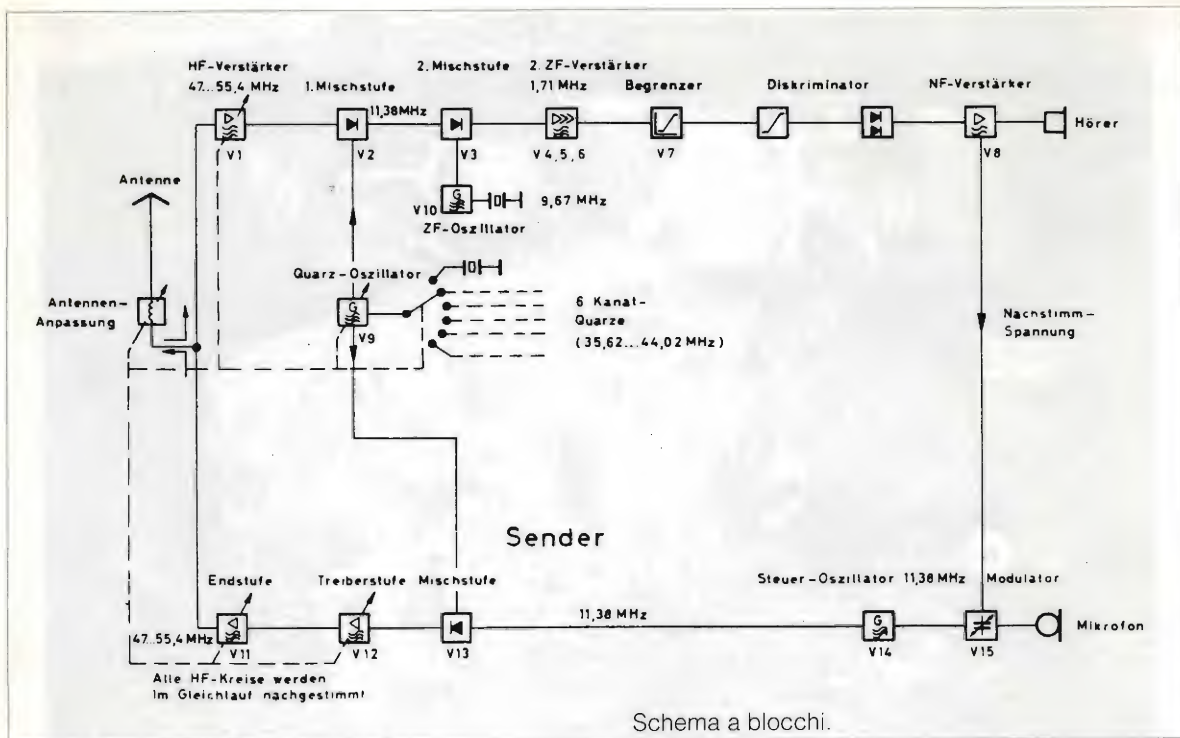 HF-Verstärker
47...55,4 MHz
1. Mischstufe
11,38MHz
2. Mischstufe
2. ZF-Verstärker
1,71 MHz
Begrenzer
Diskriminator
NF-Verstärker
Hörer
V1
V2
V3
V4,5,6
V7
V8
Antenne
G
V10
9,67 MHz
ZF-Oszillator
Quarz-Oszillator
Antennen-
Anpassung
G
V9
6 Kanat-
Quarze
(35,62...44,02 MHz)
Nachstimm-
Spannung
Sender
Endstufe
Treiberstufe
Mischstufe
Steuer-Oszillator 11,38 MHz
Modulator
47...55,4 MHz
11,38 MHz
G
Mikrofon
V11
V12
V13
V14
V15
Alle HF-Kreise werden
Im Gleichlauf nachgestimmt
Schema a blocchi.